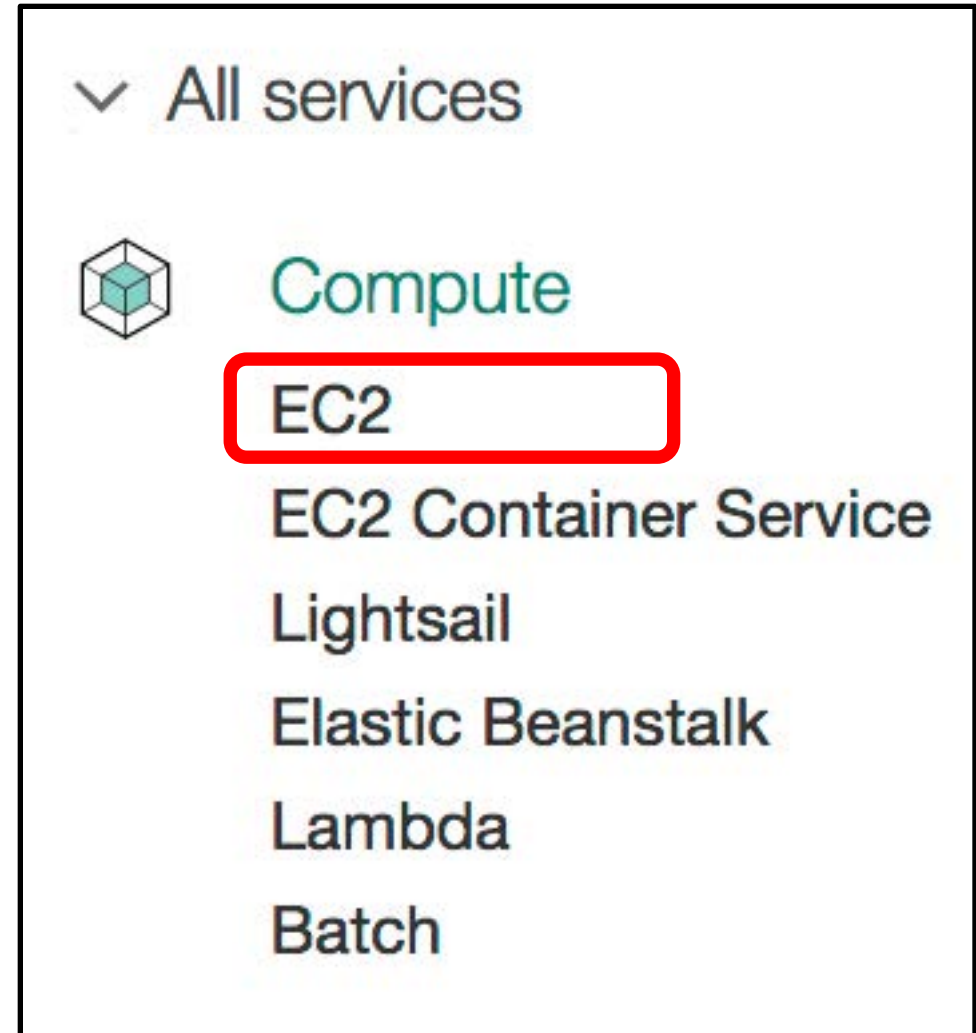 All services
Compute
EC2
EC2 Container Service
Lightsail
Elastic Beanstalk
Lambda
Batch